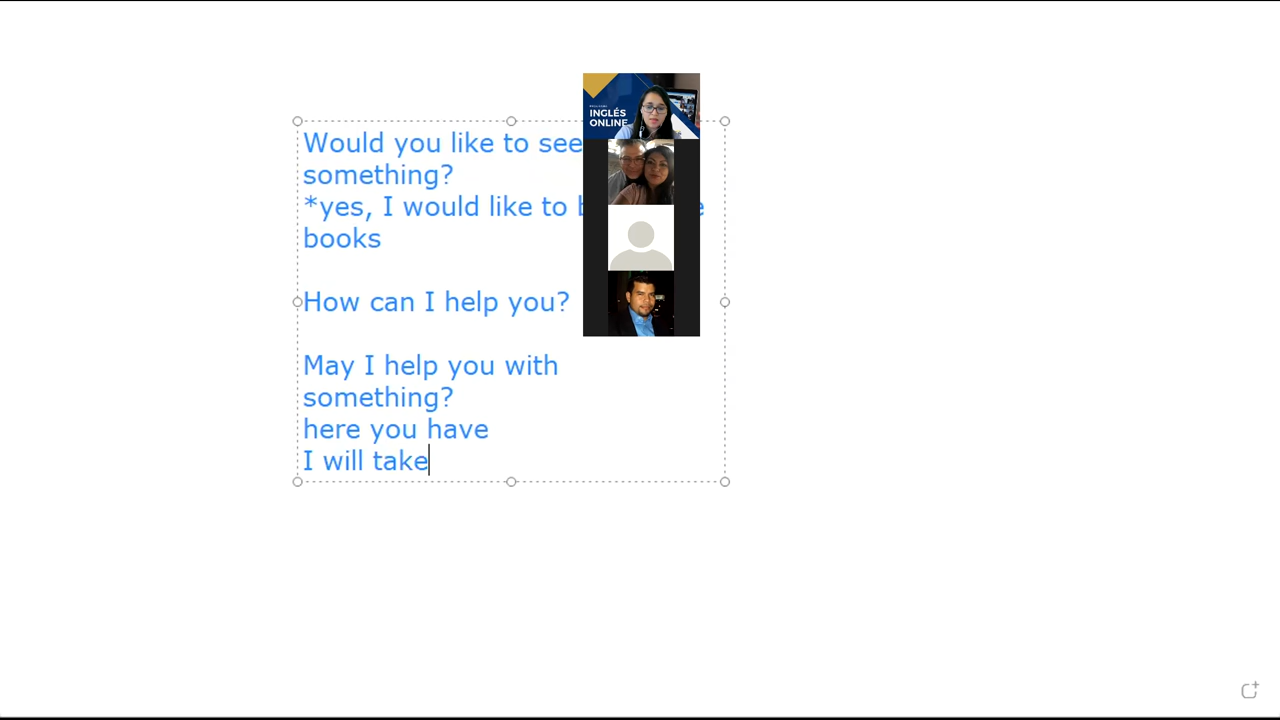 INGLÉS
ONLINE
Would you like to see
something?
*yes, I would like to
books
How can I help you?
May I help you with
something?
here you have
I will take